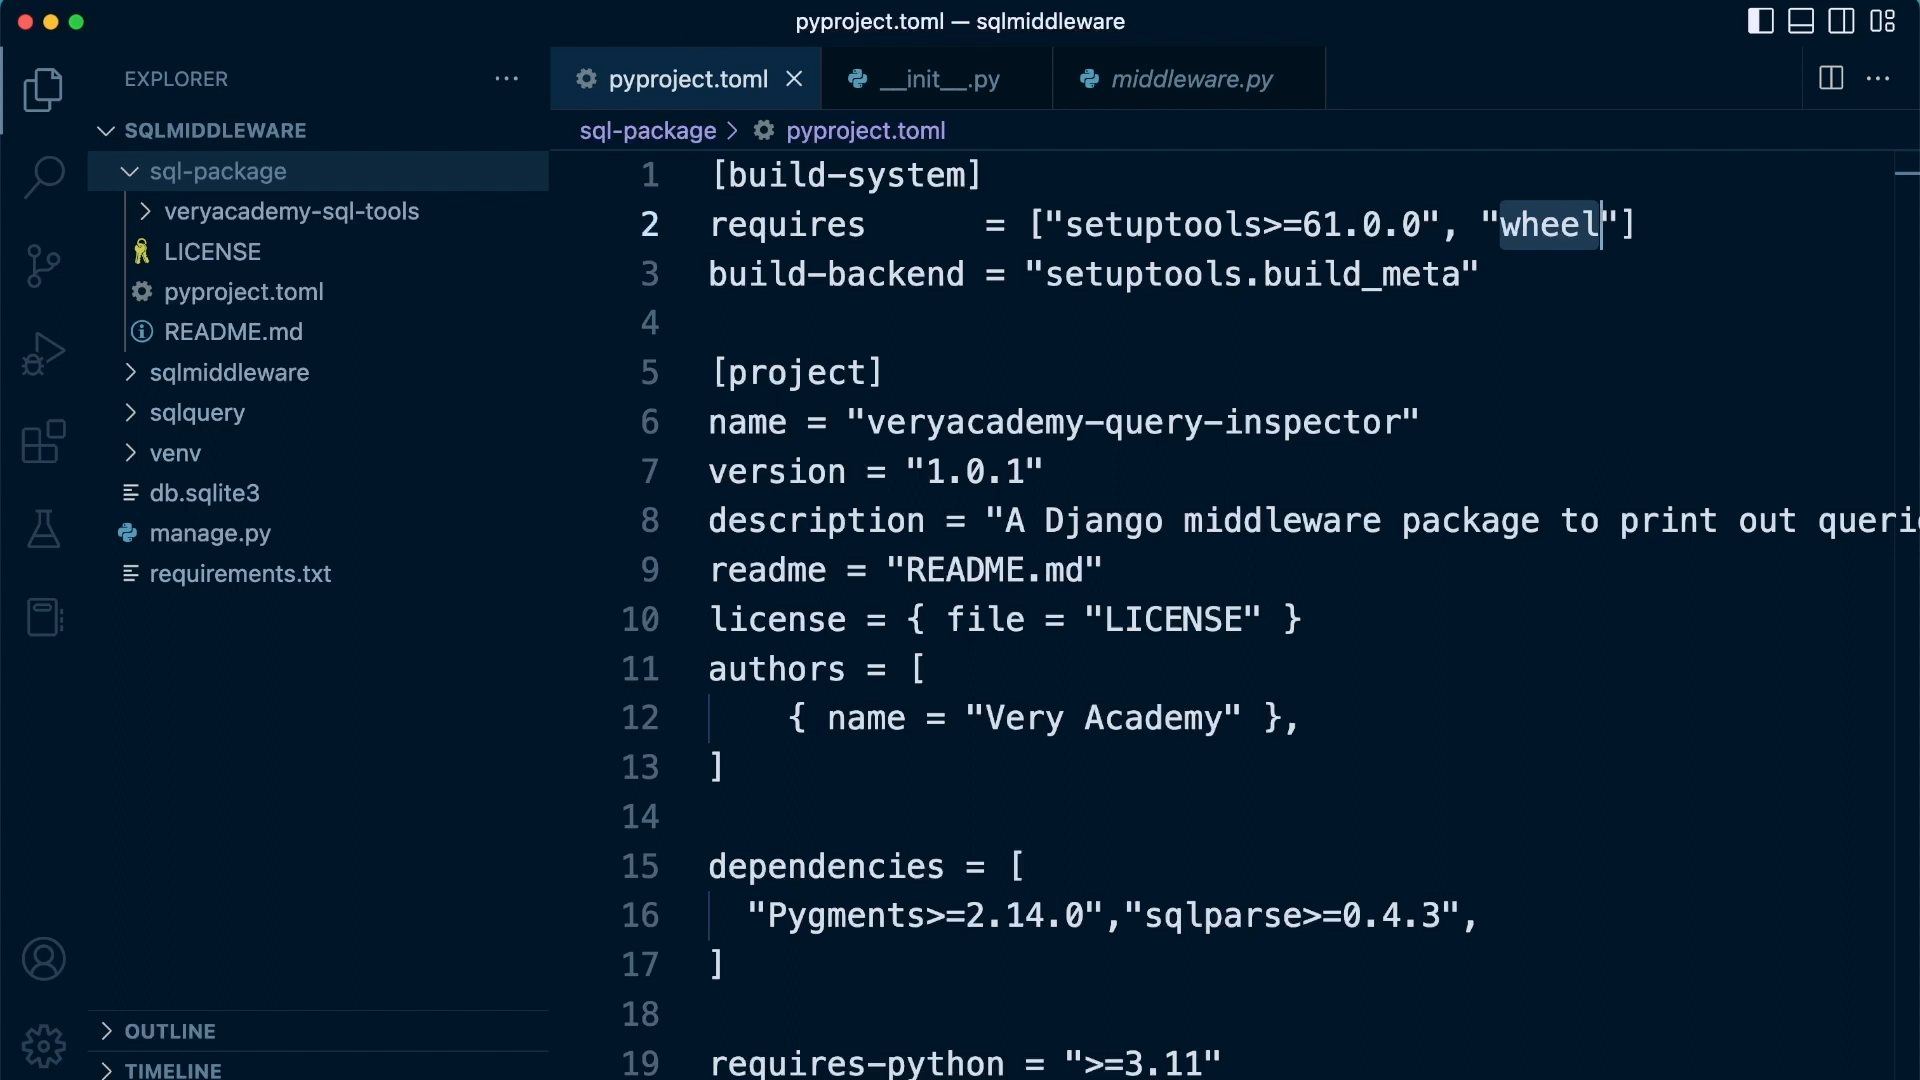 pyproject.toml — sqlmiddleware
EXPLORER
SQLMIDDLEWARE
sql-package
veryacademy-sql-tools
LICENSE
pyproject.toml
README.md
sqlmiddleware
sqlquery
venv
db.sqlite3
manage.py
requirements.txt
OUTLINE
TIMELINE
pyproject.toml
__init__.py
middleware.py
sql-package > pyproject.toml
1 [build-system]
2 requires      = ["setuptools>=61.0.0", "wheel"]
3 build-backend = "setuptools.build_meta"
4
5 [project]
6 name = "veryacademy-query-inspector"
7 version = "1.0.1"
8 description = "A Django middleware package to print out queri
9 readme = "README.md"
10 license = { file = "LICENSE" }
11 authors = [
12     { name = "Very Academy" },
13 ]
14
15 dependencies = [
16   "Pygments>=2.14.0","sqlparse>=0.4.3",
17 ]
18
19 requires-python = ">=3.11"